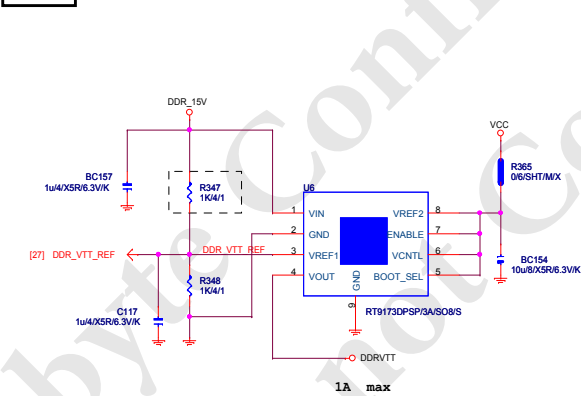 DDR_15V
VCC
BC157
1u/4/X5R/6.3V/K
R347
1K/4/1
R365
0/6/SHT/M/X
U6
1 VIN VREF2 8
2 GND ENABLE 7
3 VREF1 VCNTL 6
4 VOUT BOOT_SEL 5
GND
9
[27] DDR_VTT_REF
DDR_VTT_REF
BC154
10u/8/X5R/6.3V/K
R348
1K/4/1
C117
1u/4/X5R/6.3V/K
RT9173DPSP/3A/SO8/S
DDRVTT
1A max
byte Confi
Co